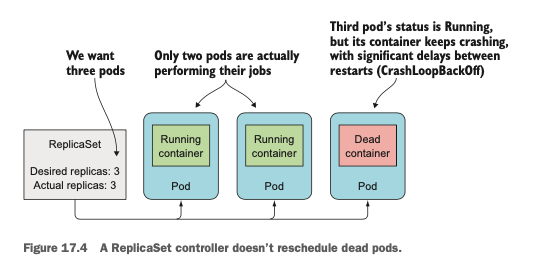 Third pod's status is Running,
but its container keeps crashing,
with significant delays between
restarts (CrashLoopBackOff)
We want
three pods
Only two pods are actually
performing their jobs
ReplicaSet
Desired replicas: 3
Actual replicas: 3
Running
container
Pod
Running
container
Pod
Dead
container
Pod
Figure 17.4 A ReplicaSet controller doesn't reschedule dead pods.